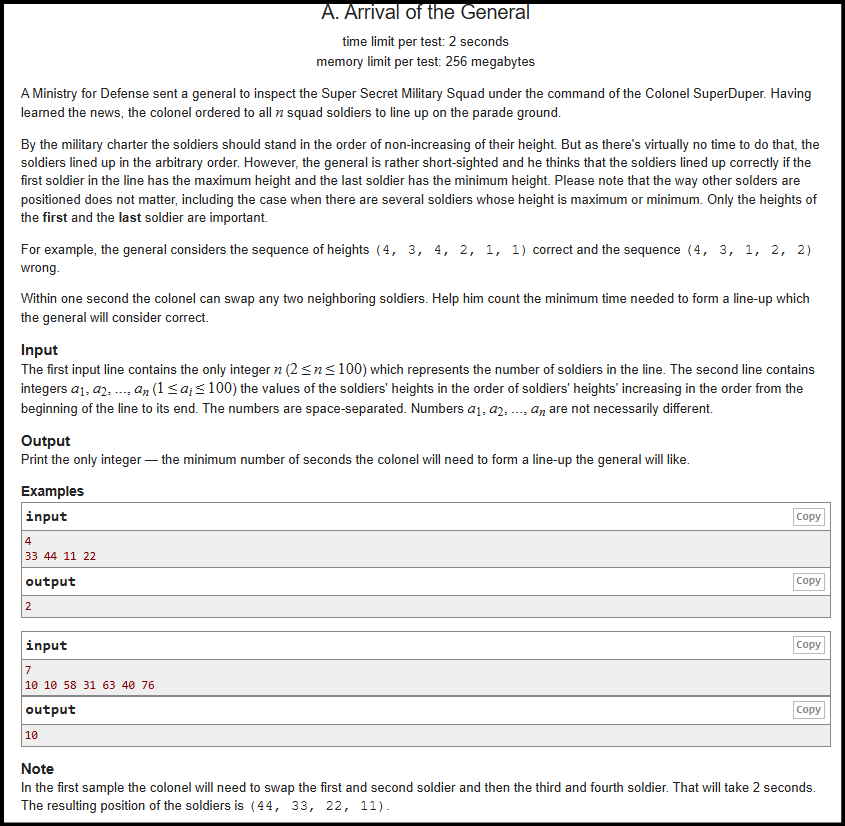 A. Arrival of the General
time limit per test: 2 seconds
memory limit per test: 256 megabytes
A Ministry for Defense sent a general to inspect the Super Secret Military Squad under the command of the Colonel SuperDuper. Having
learned the news, the colonel ordered to all n squad soldiers to line up on the parade ground.
By the military charter the soldiers should stand in the order of non-increasing of their height. But as there's virtually no time to do that, the
soldiers lined up in the arbitrary order. However, the general is rather short-sighted and he thinks that the soldiers lined up correctly if the
first soldier in the line has the maximum height and the last soldier has the minimum height. Please note that the way other solders are
positioned does not matter, including the case when there are several soldiers whose height is maximum or minimum. Only the heights of
the first and the last soldier are important.
For example, the general considers the sequence of heights (4, 3, 4, 2, 1, 1) correct and the sequence (4, 3, 1, 2, 2)
wrong.
Within one second the colonel can swap any two neighboring soldiers. Help him count the minimum time needed to form a line-up which
the general will consider correct.
Input
The first input line contains the only integer n (2 ≤ n ≤ 100) which represents the number of soldiers in the line. The second line contains
integers a1, a2, ..., an (1 ≤ ai ≤ 100) the values of the soldiers' heights in the order of soldiers' heights' increasing in the order from the
beginning of the line to its end. The numbers are space-separated. Numbers a1, a2, ..., an are not necessarily different.
Output
Print the only integer — the minimum number of seconds the colonel will need to form a line-up the general will like.
Examples
input Copy
4
33 44 11 22
output Copy
2
input Copy
7
10 10 58 31 63 40 76
output Copy
10
Note
In the first sample the colonel will need to swap the first and second soldier and then the third and fourth soldier. That will take 2 seconds.
The resulting position of the soldiers is (44, 33, 22, 11).